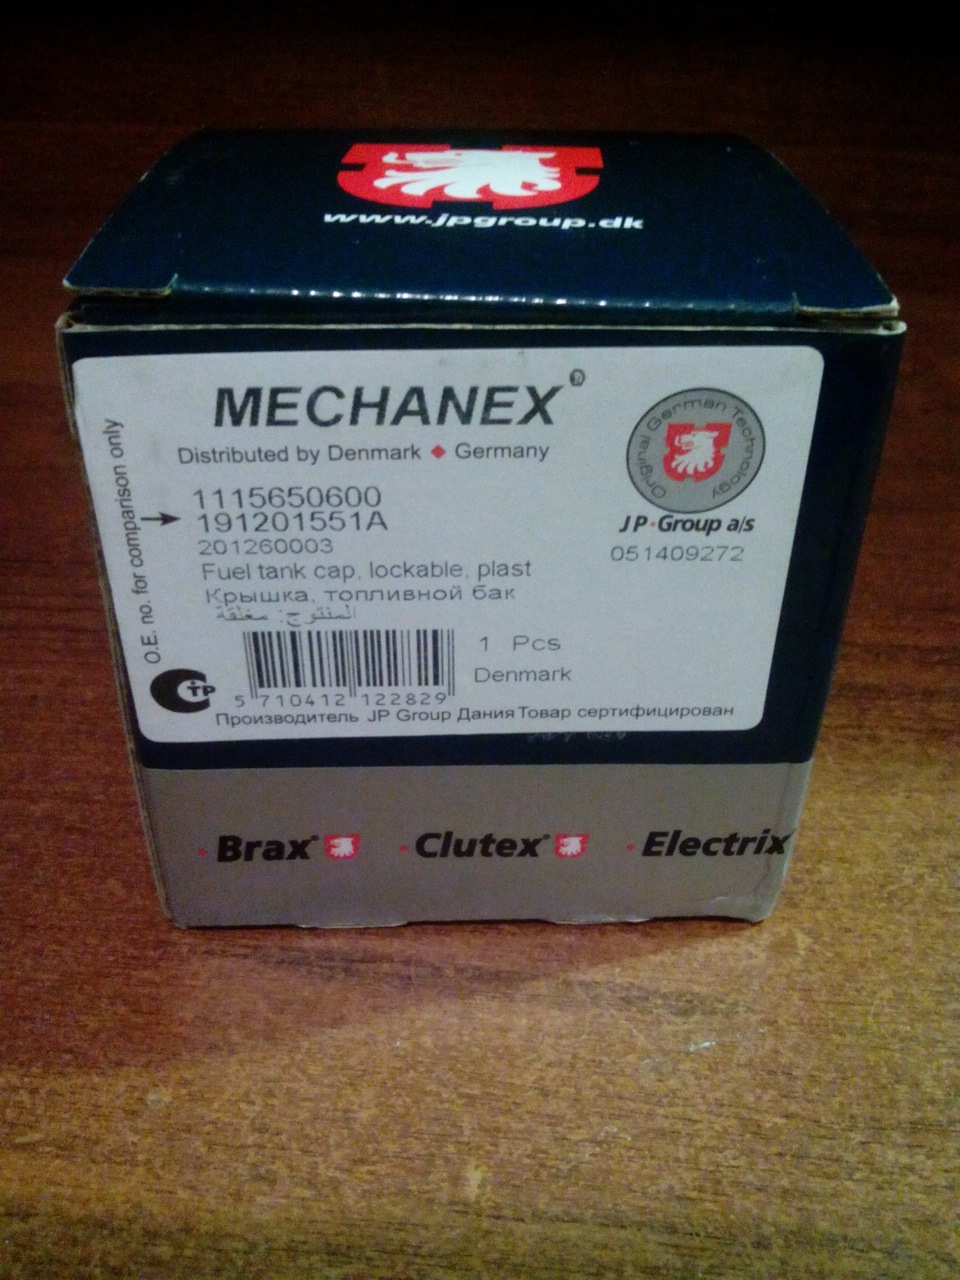 www.jpgroup.dk
MECHANEX®
Distributed by Denmark ♦ Germany
Original German Technology
JP Group a/s
051409272
O.E. no. for comparison only
1115650600
191201551A
201260003
Fuel tank cap, lockable, plast
Крышка, топливной бак
المنتوج: مغلقة
1 Pcs
Denmark
5 710412 122829
Производитель JP Group Дания Товар сертифицирован
Brax® Clutex® Electrix